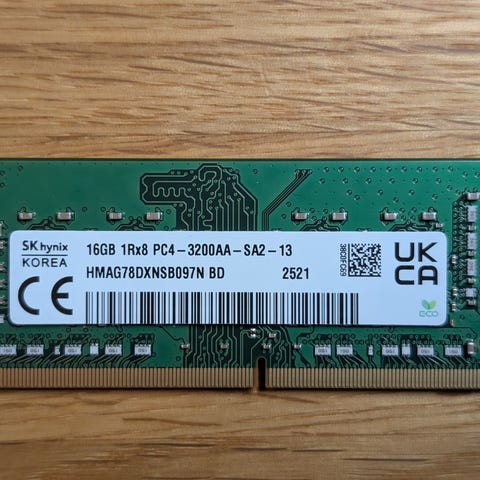 SK hynix
KOREA
16GB 1Rx8 PC4-3200AA-SA2-13
HMAG78DXNSB097N BD 2521
CE
UK
CA
ECO